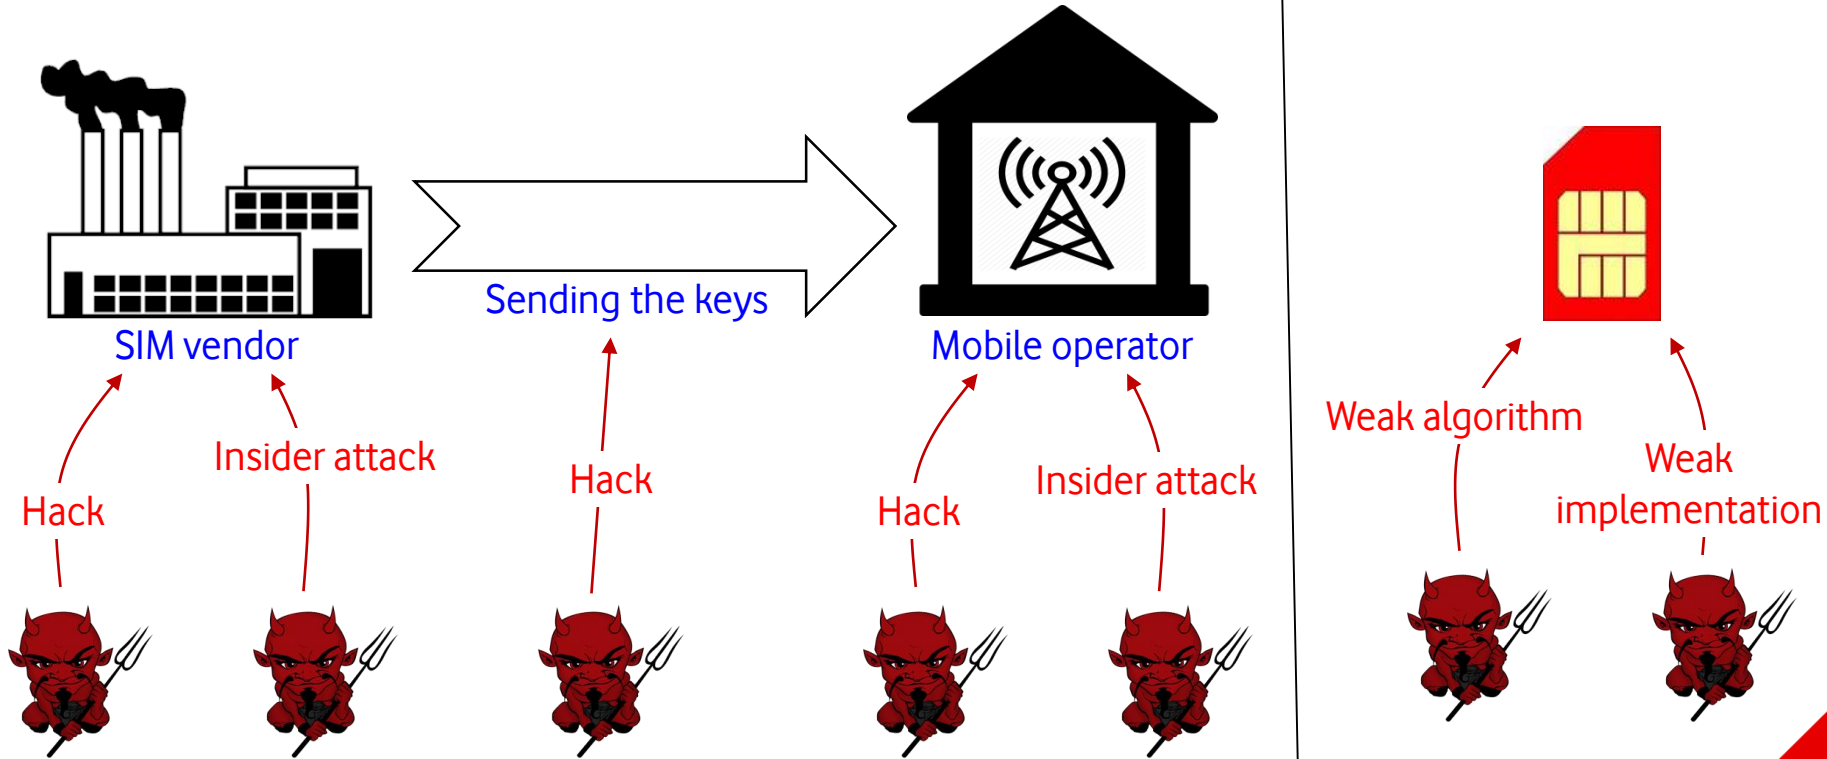 Sending the keys
SIM vendor
Mobile operator
Hack
Insider attack
Hack
Hack
Insider attack
Weak algorithm
Weak
implementation